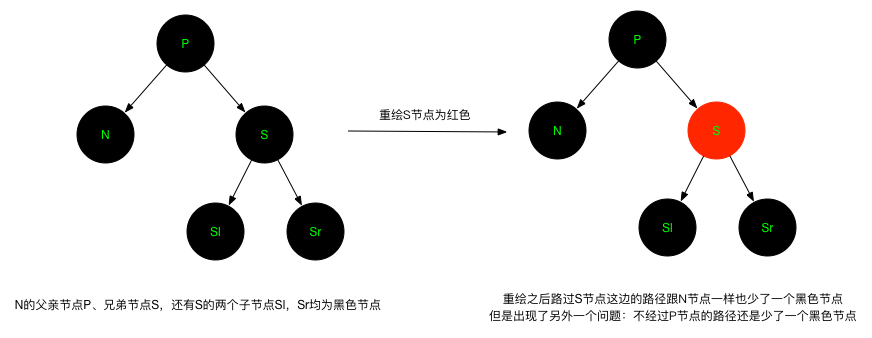 P
N
S
Sl
Sr
N的父亲节点P、兄弟节点S，还有S的两个子节点Sl，Sr均为黑色节点
重绘S节点为红色
P
N
S
Sl
Sr
重绘之后路过S节点这边的路径跟N节点一样也少了一个黑色节点
但是出现了另外一个问题：不经过P节点的路径还是少了一个黑色节点